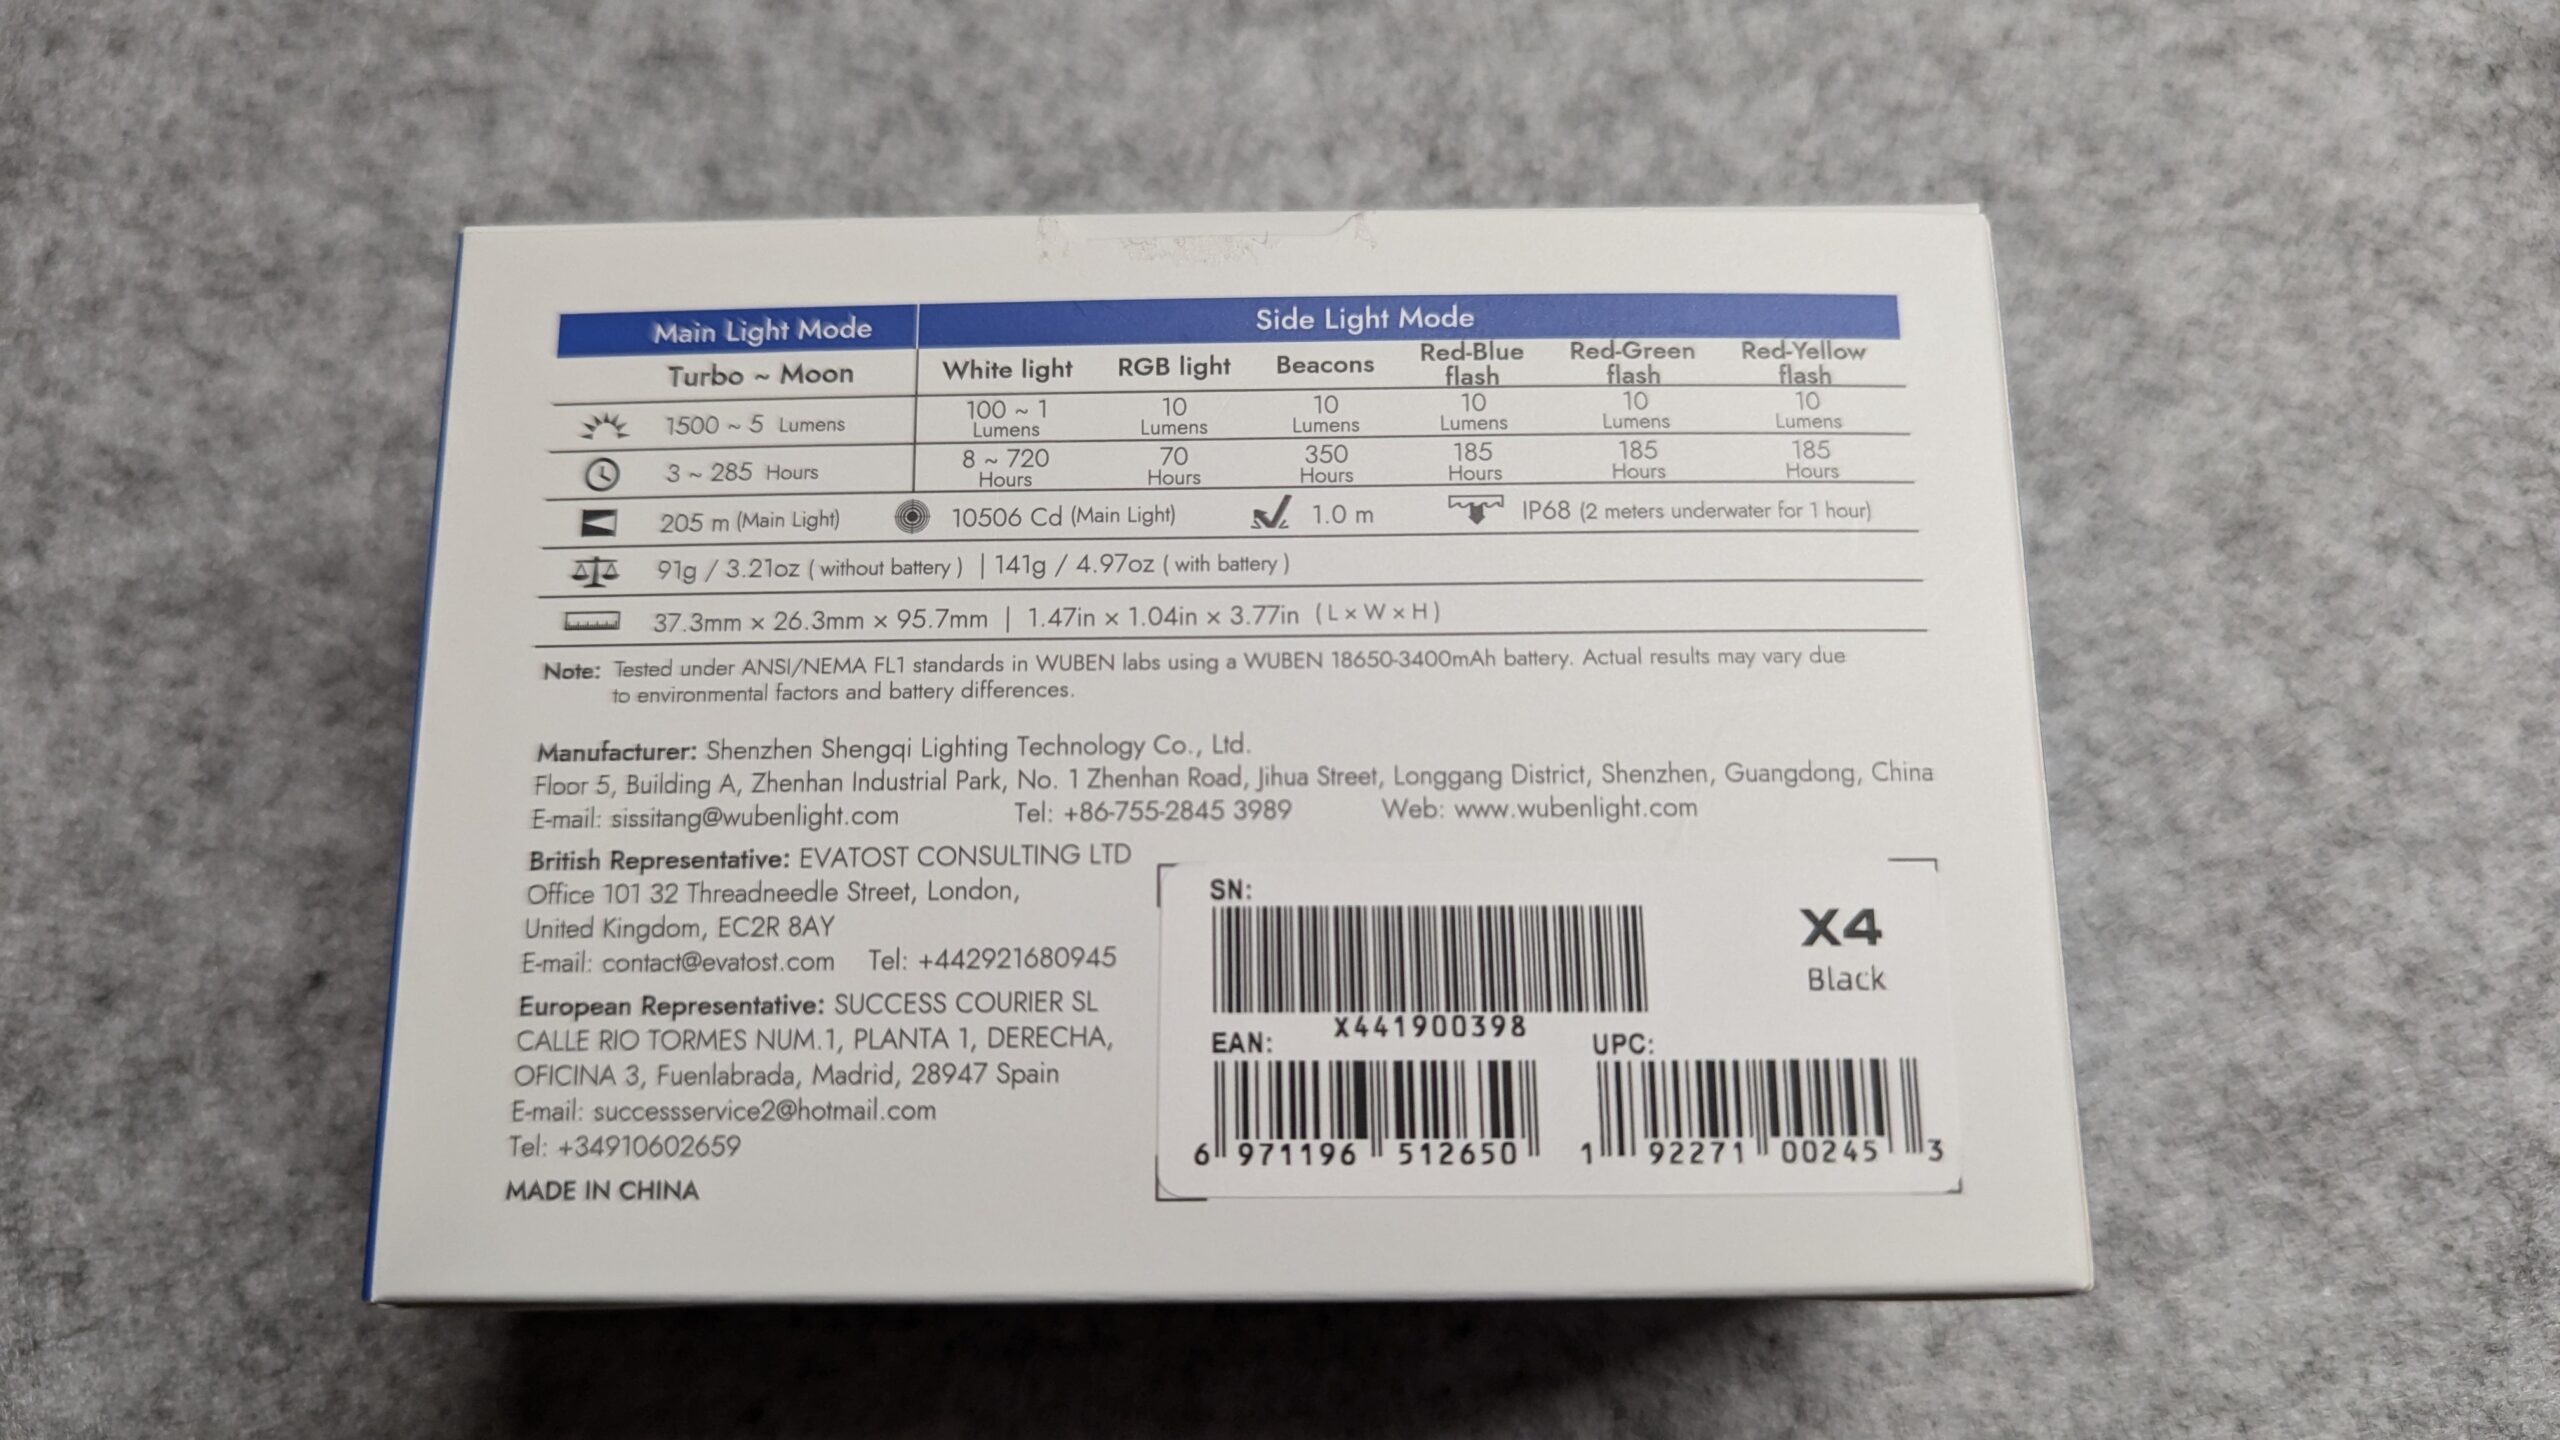 Main Light Mode Side Light Mode
Turbo ~ Moon White light RGB light Beacons Red-Blue flash Red-Green flash Red-Yellow flash
1500 ~ 5 Lumens 100 ~ 1 Lumens 10 Lumens 10 Lumens 10 Lumens 10 Lumens 10 Lumens
3 ~ 285 Hours 8 ~ 720 Hours 70 Hours 350 Hours 185 Hours 185 Hours 185 Hours
205 m (Main Light) 10506 Cd (Main Light) 1.0 m IP68 (2 meters underwater for 1 hour)
91g / 3.21oz ( without battery ) | 141g / 4.97oz ( with battery )
37.3mm × 26.3mm × 95.7mm | 1.47in × 1.04in × 3.77in ( L × W × H )
Note: Tested under ANSI/NEMA FL1 standards in WUBEN labs using a WUBEN 18650-3400mAh battery. Actual results may vary due
to environmental factors and battery differences.
Manufacturer: Shenzhen Shengqi Lighting Technology Co., Ltd.
Floor 5, Building A, Zhenhan Industrial Park, No. 1 Zhenhan Road, Jihua Street, Longgang District, Shenzhen, Guangdong, China
E-mail: sissitang@wubenlight.com Tel: +86-755-2845 3989 Web: www.wubenlight.com
British Representative: EVATOST CONSULTING LTD
Office 101 32 Threadneedle Street, London,
United Kingdom, EC2R 8AY
E-mail: contact@evatost.com Tel: +442921680945
European Representative: SUCCESS COURIER SL
CALLE RIO TORMES NUM.1, PLANTA 1, DERECHA,
OFICINA 3, Fuenlabrada, Madrid, 28947 Spain
E-mail: successservice2@hotmail.com
Tel: +34910602659
MADE IN CHINA
SN:
X441900398
X4
Black
EAN:
6 971196 512650
UPC:
1 92271 00245 3